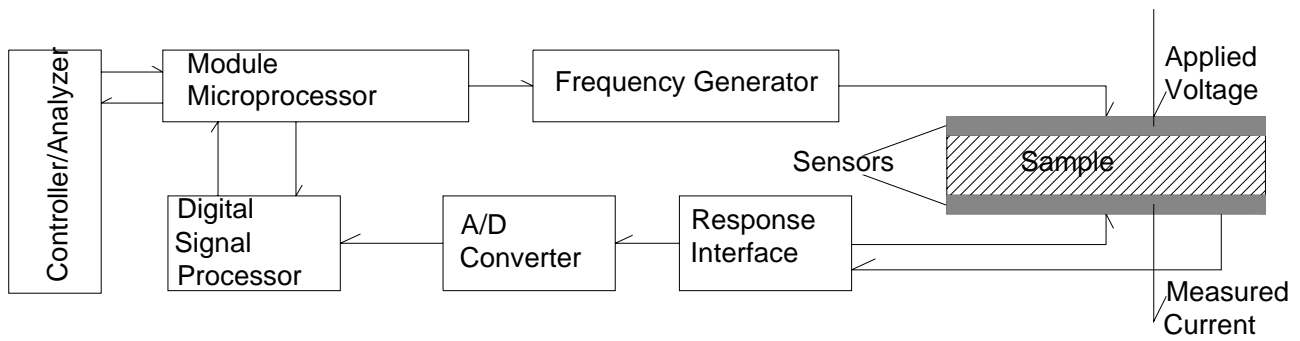 Controller/Analyzer
Module
Microprocessor
Frequency Generator
Applied
Voltage
Sensors
Sample
Digital
Signal
Processor
A/D
Converter
Response
Interface
Measured
Current